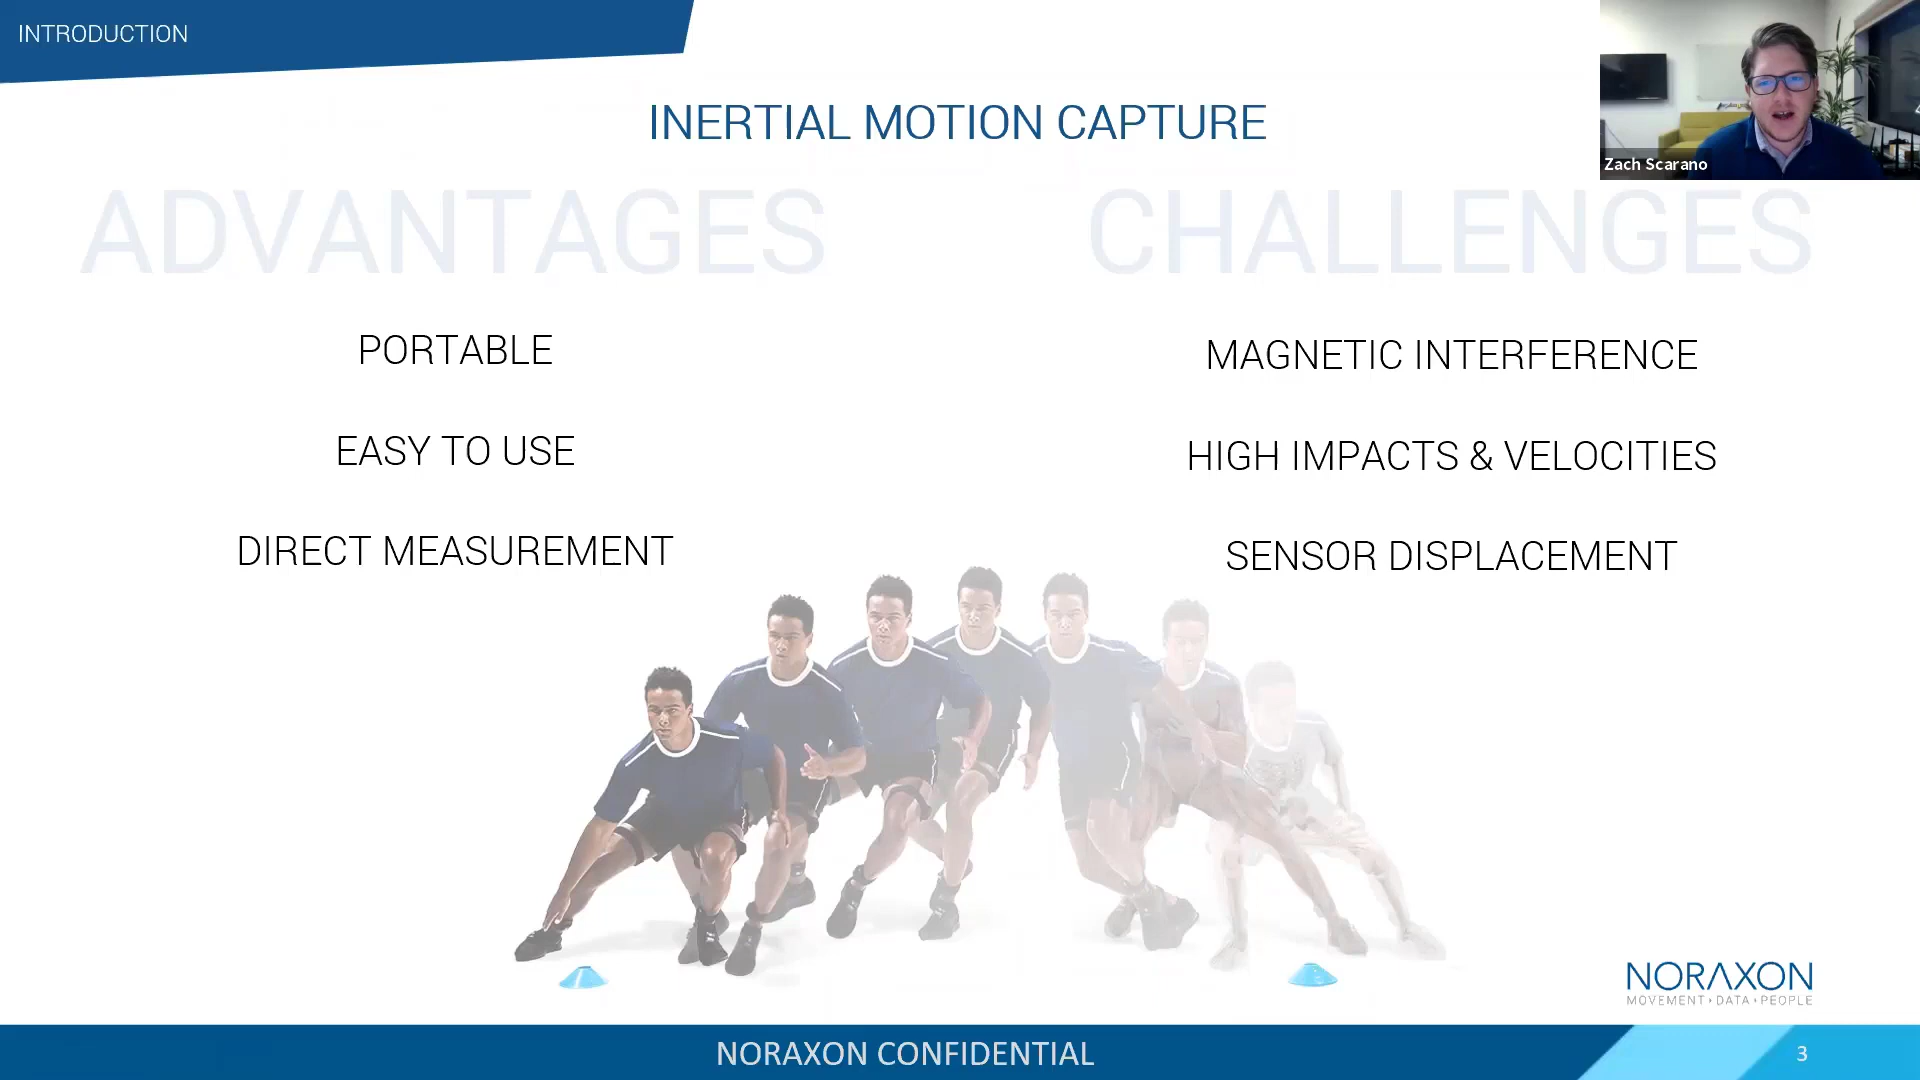 INTRODUCTION
INERTIAL MOTION CAPTURE
Zach Scarano
ADVANTAGES
PORTABLE
EASY TO USE
DIRECT MEASUREMENT
CHALLENGES
MAGNETIC INTERFERENCE
HIGH IMPACTS & VELOCITIES
SENSOR DISPLACEMENT
NORAXON
MOVEMENT • DATA • PEOPLE
NORAXON CONFIDENTIAL
3